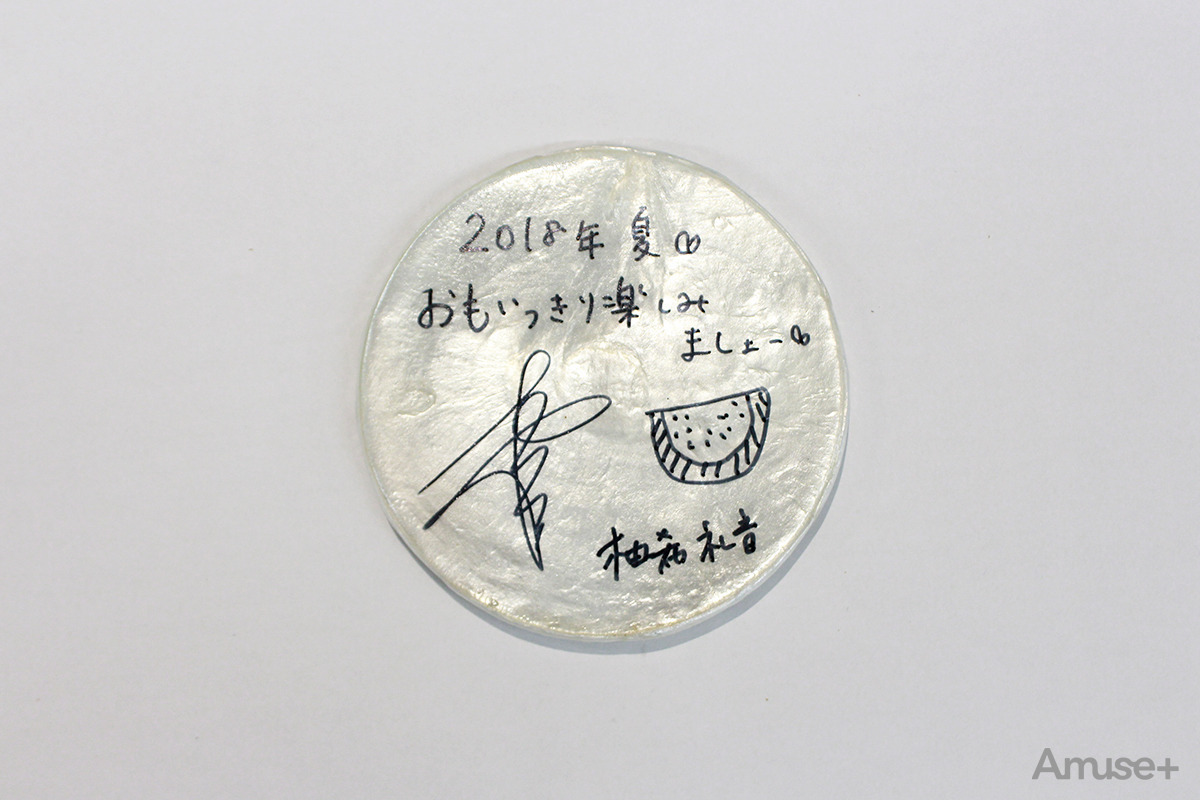 2018年 夏
おもいっきり楽しみ
ましょー
柚希礼音
Amuse+